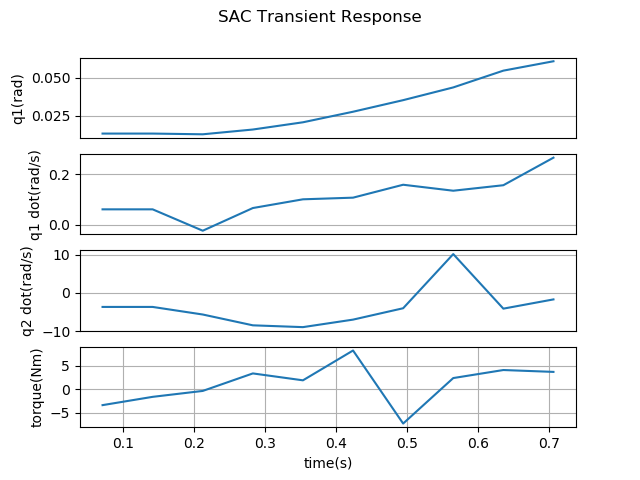 SAC Transient Response
0.050
0.025
q1(rad)
0.2
0.0
q1 dot(rad/s)
10
0
−10
q2 dot(rad/s)
5
0
−5
torque(Nm)
0.1 0.2 0.3 0.4 0.5 0.6 0.7
time(s)